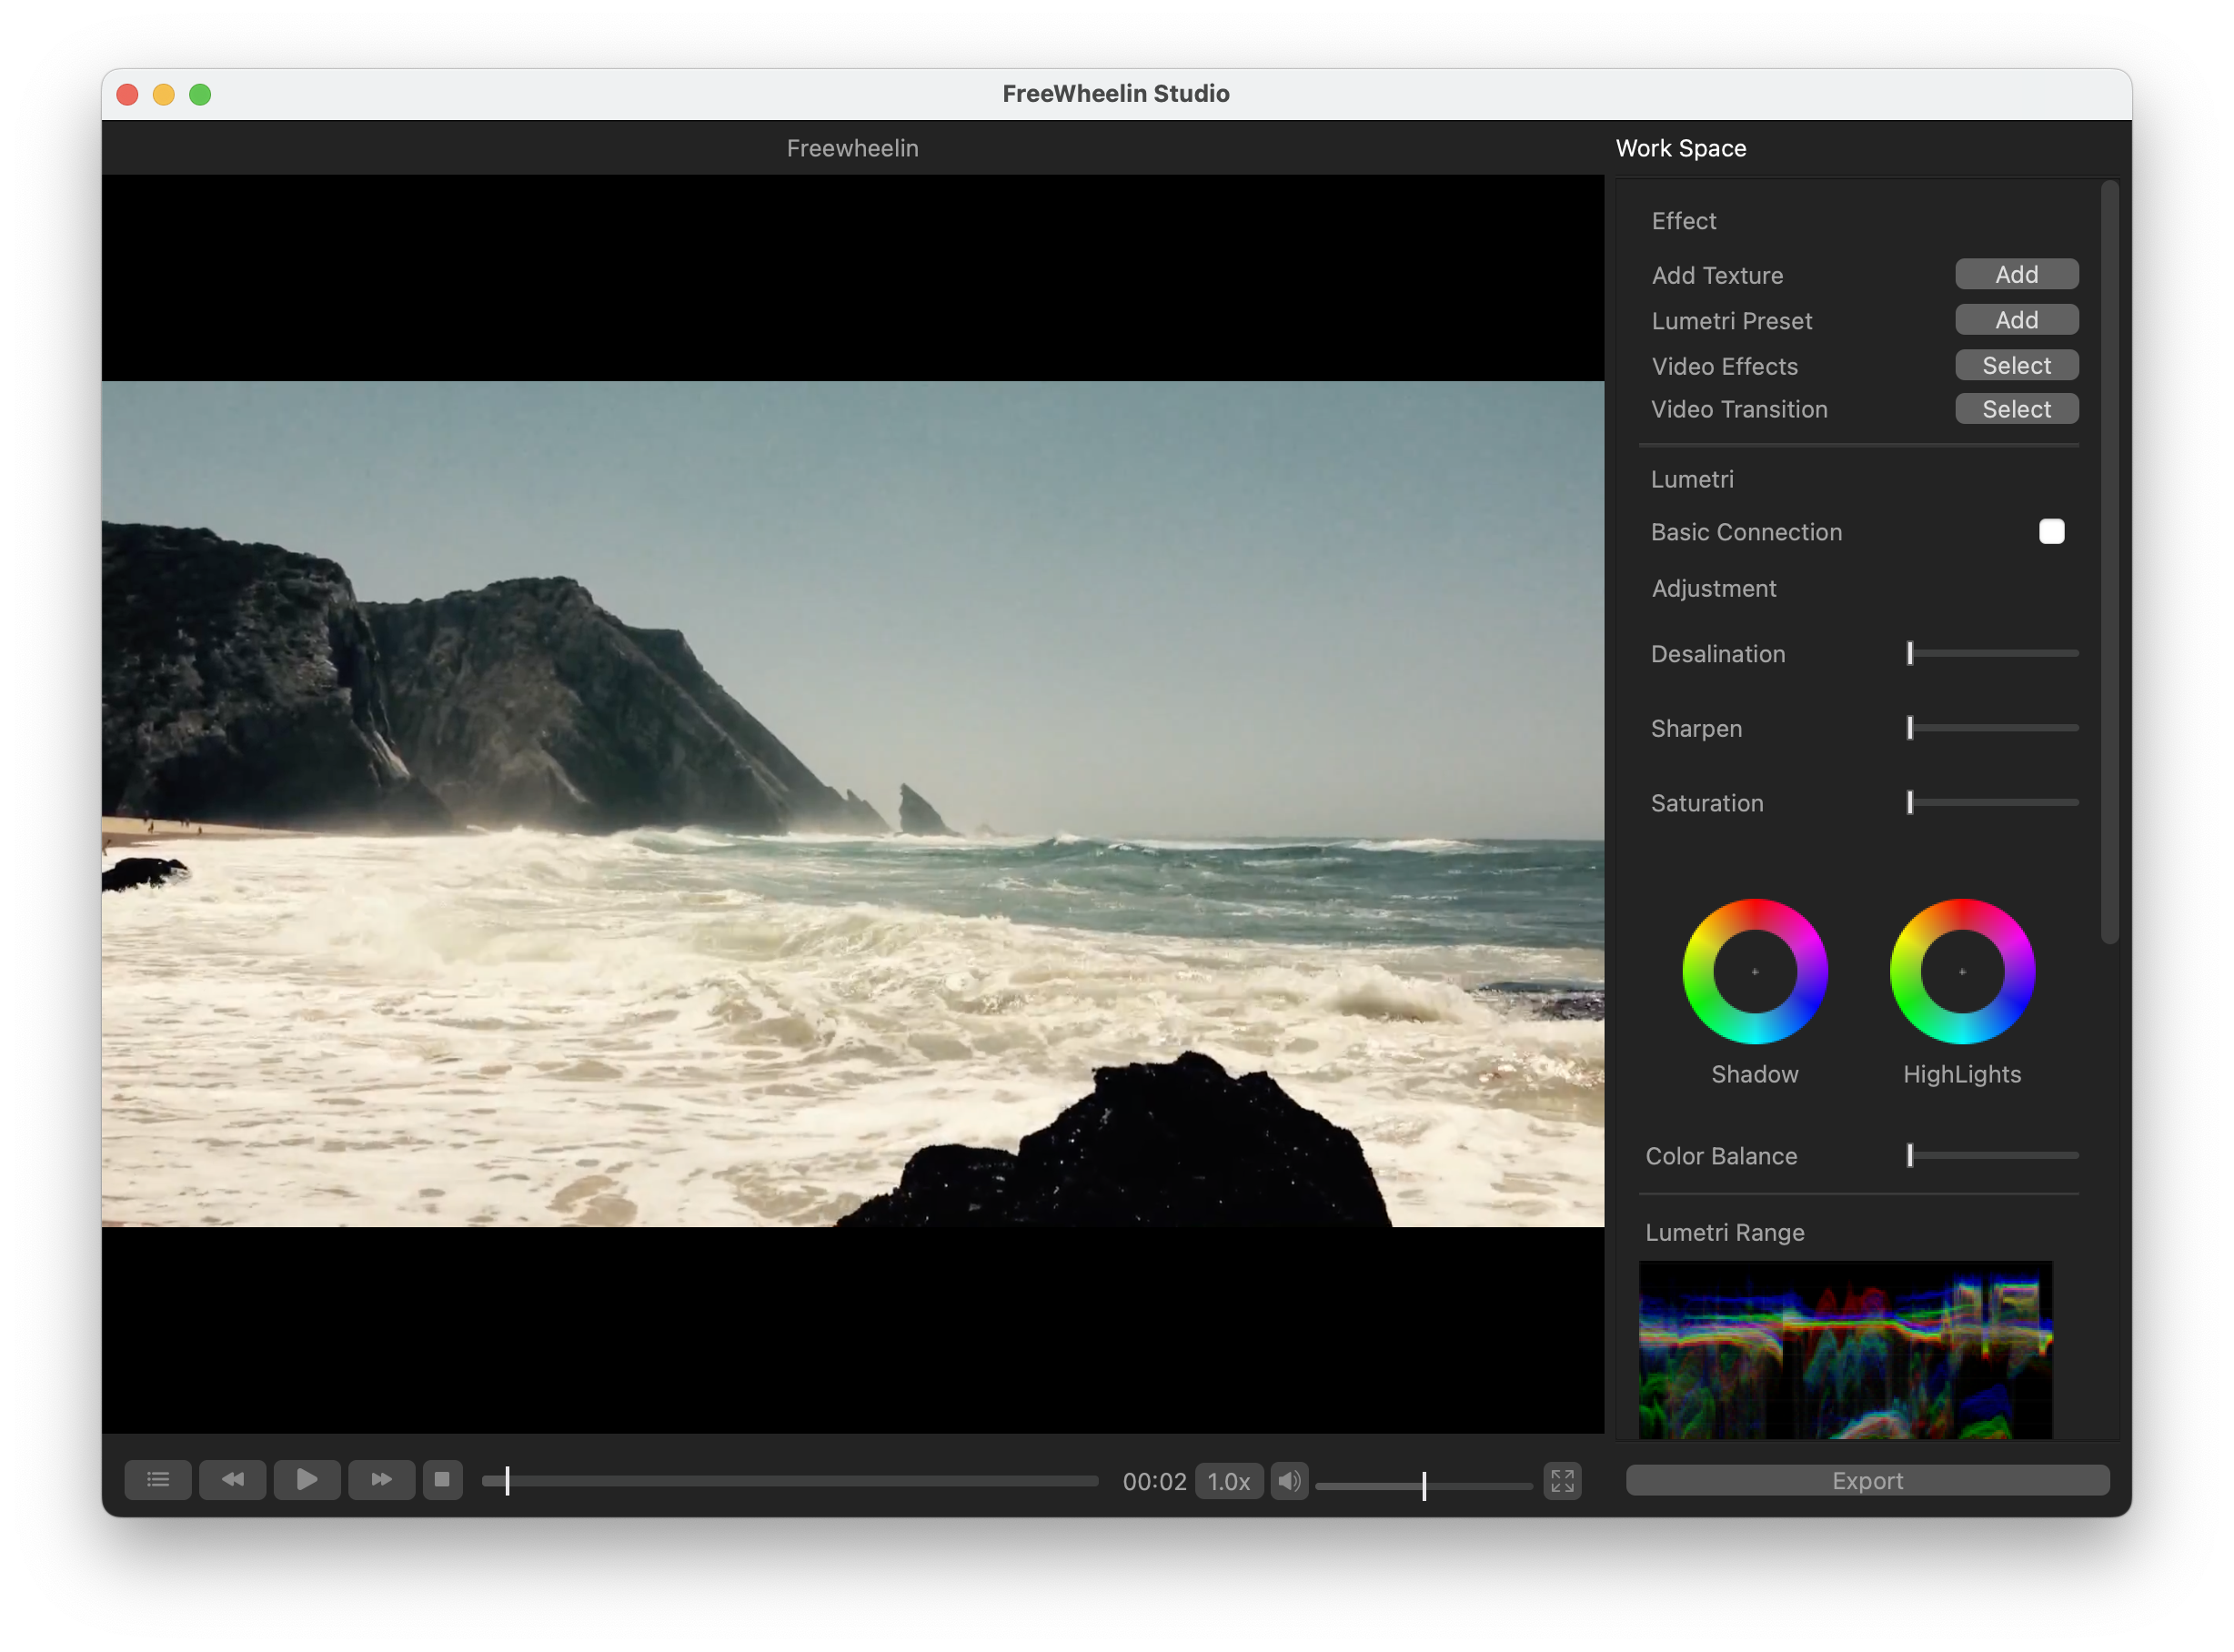 FreeWheelin Studio
Freewheelin
Work Space
Effect
Add Texture Add
Lumetri Preset Add
Video Effects Select
Video Transition Select
Lumetri
Basic Connection
Adjustment
Desalination
Sharpen
Saturation
Shadow HighLights
Color Balance
Lumetri Range
00:02 1.0x
Export